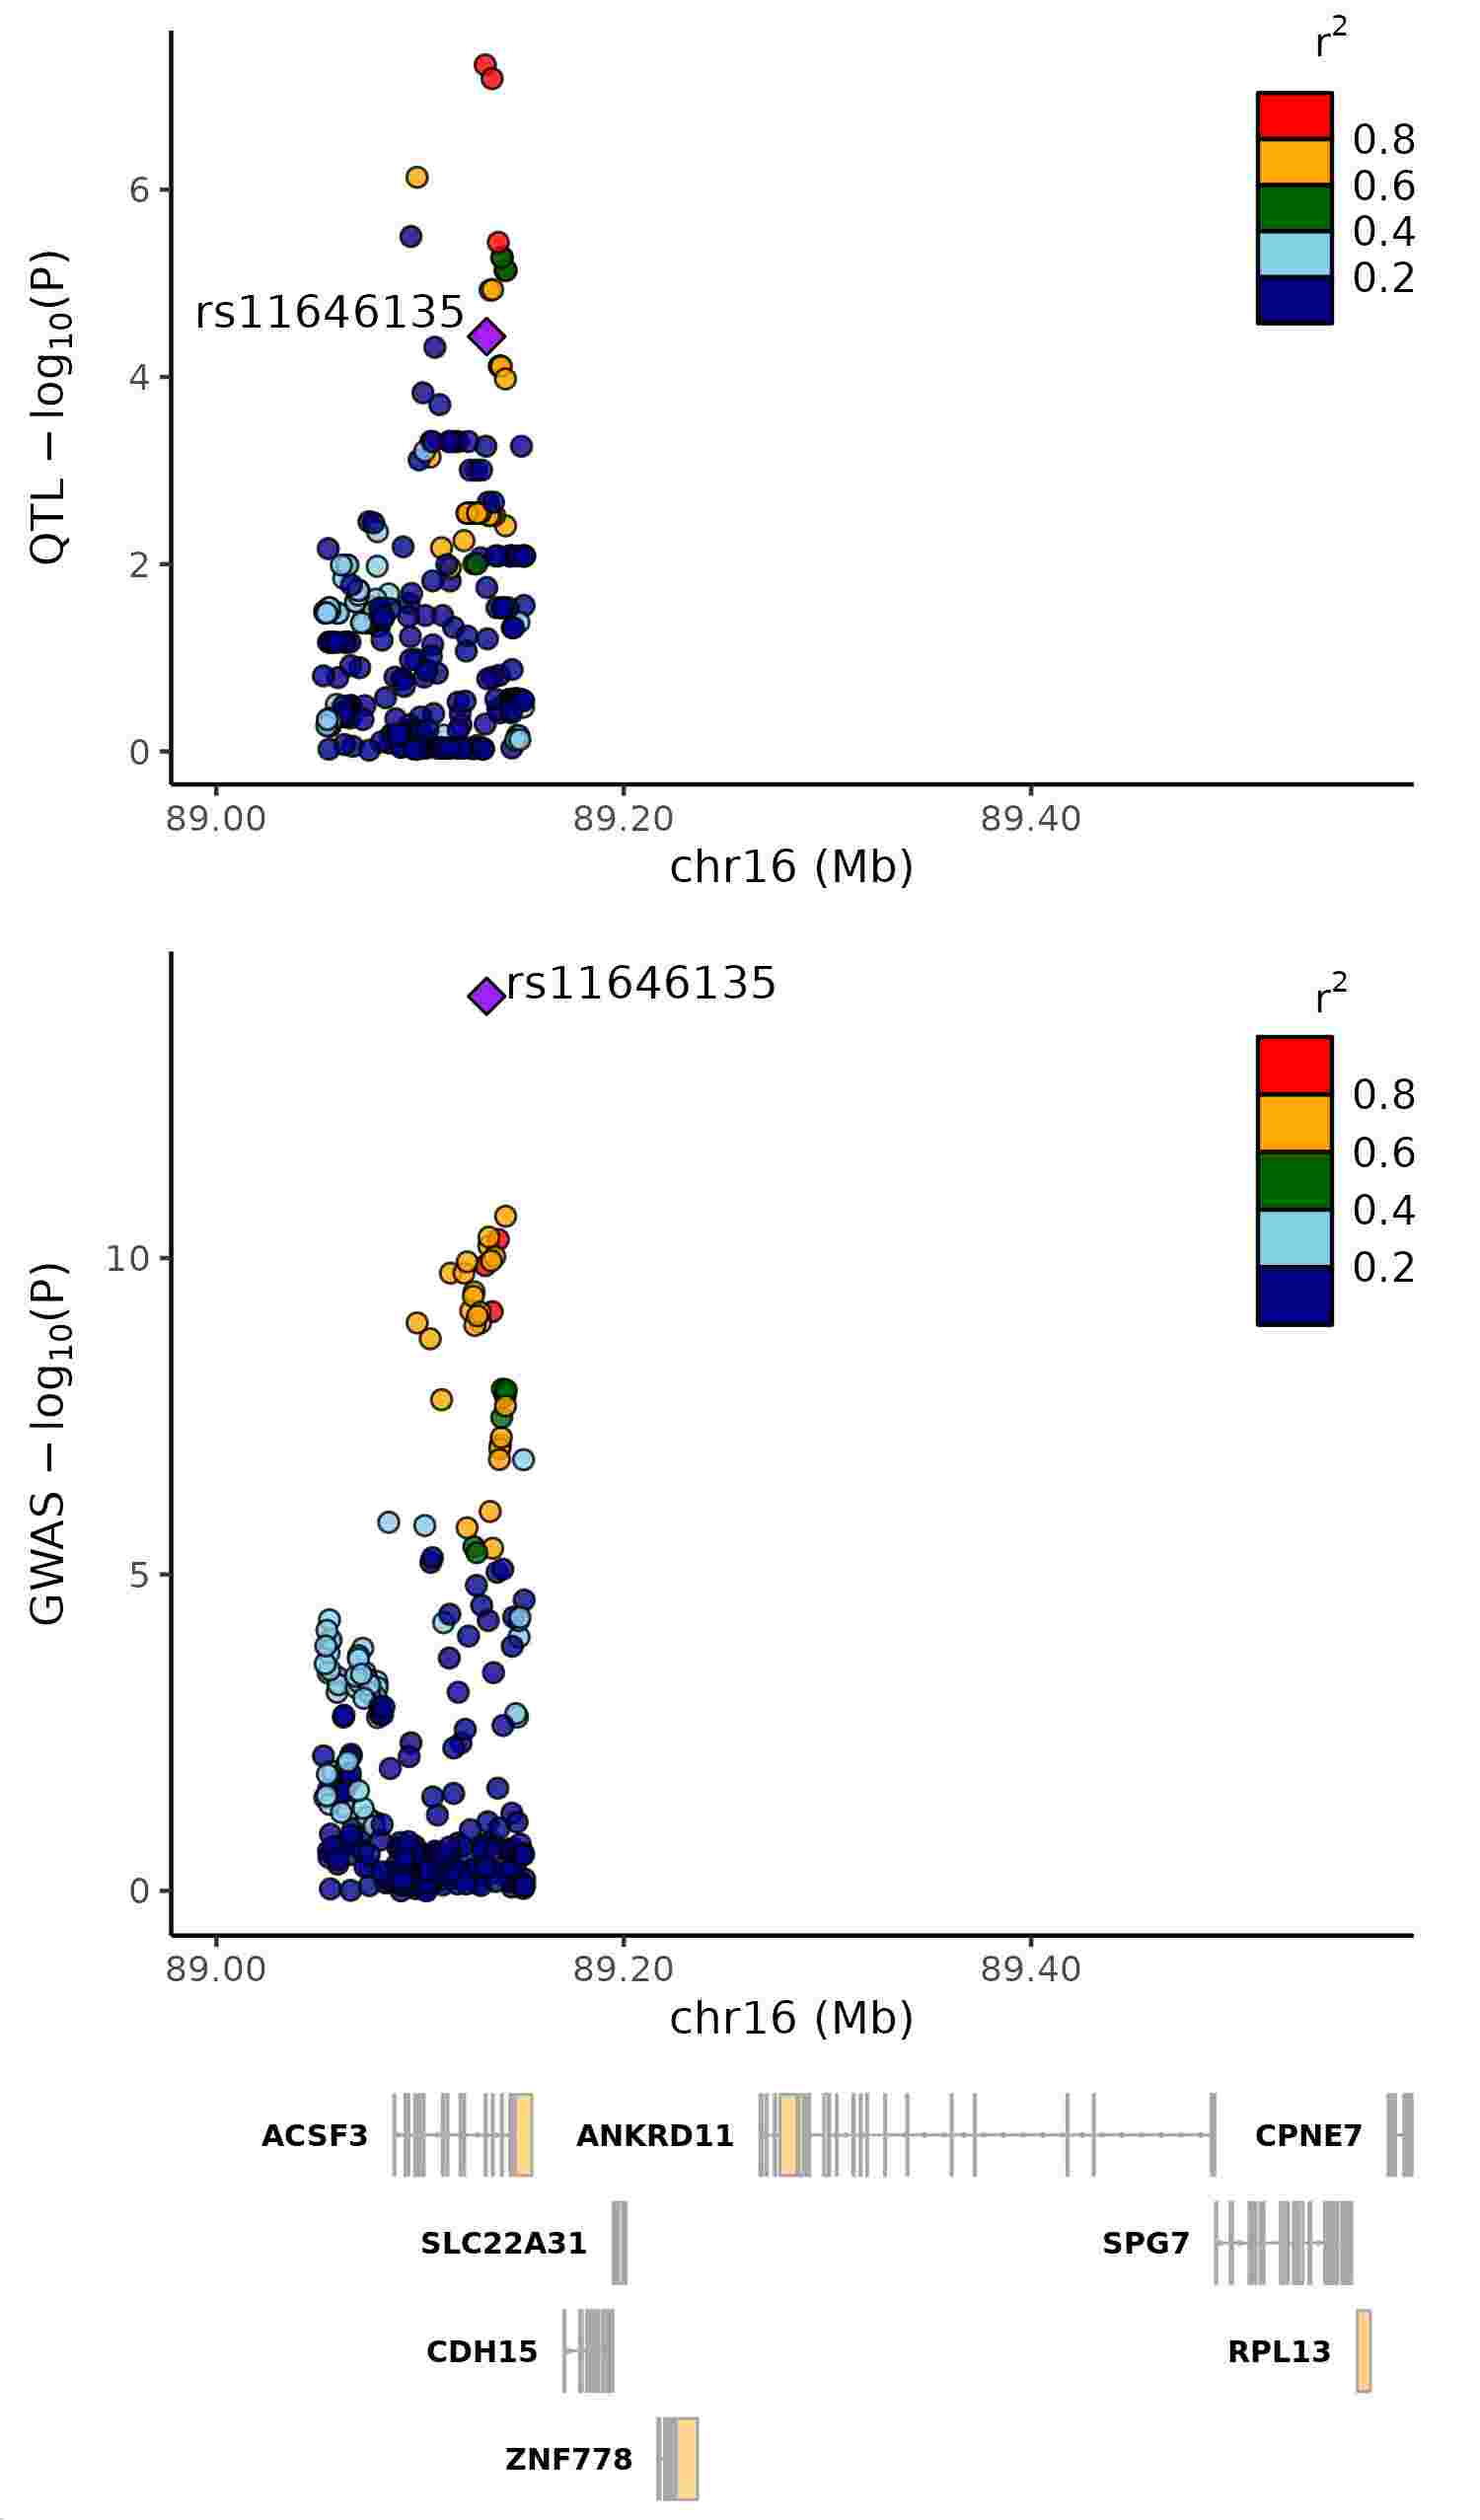 r²
0.8
0.6
0.4
0.2
6
4
2
0
QTL −log₁₀(P)
rs11646135
89.00 89.20 89.40
chr16 (Mb)
rs11646135
r²
0.8
0.6
0.4
0.2
10
5
0
GWAS −log₁₀(P)
89.00 89.20 89.40
chr16 (Mb)
ACSF3 ANKRD11 CPNE7
SLC22A31 SPG7
CDH15 RPL13
ZNF778